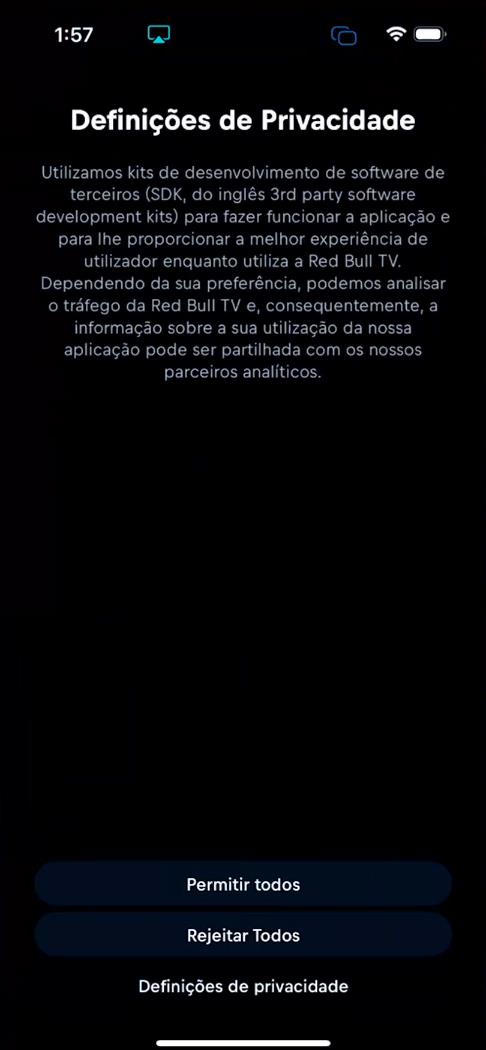 1:57
Definições de Privacidade
Utilizamos kits de desenvolvimento de software de
terceiros (SDK, do inglês 3rd party software
development kits) para fazer funcionar a aplicação e
para lhe proporcionar a melhor experiência de
utilizador enquanto utiliza a Red Bull TV.
Dependendo da sua preferência, podemos analisar
o tráfego da Red Bull TV e, consequentemente, a
informação sobre a sua utilização da nossa
aplicação pode ser partilhada com os nossos
parceiros analíticos.
Permitir todos
Rejeitar Todos
Definições de privacidade